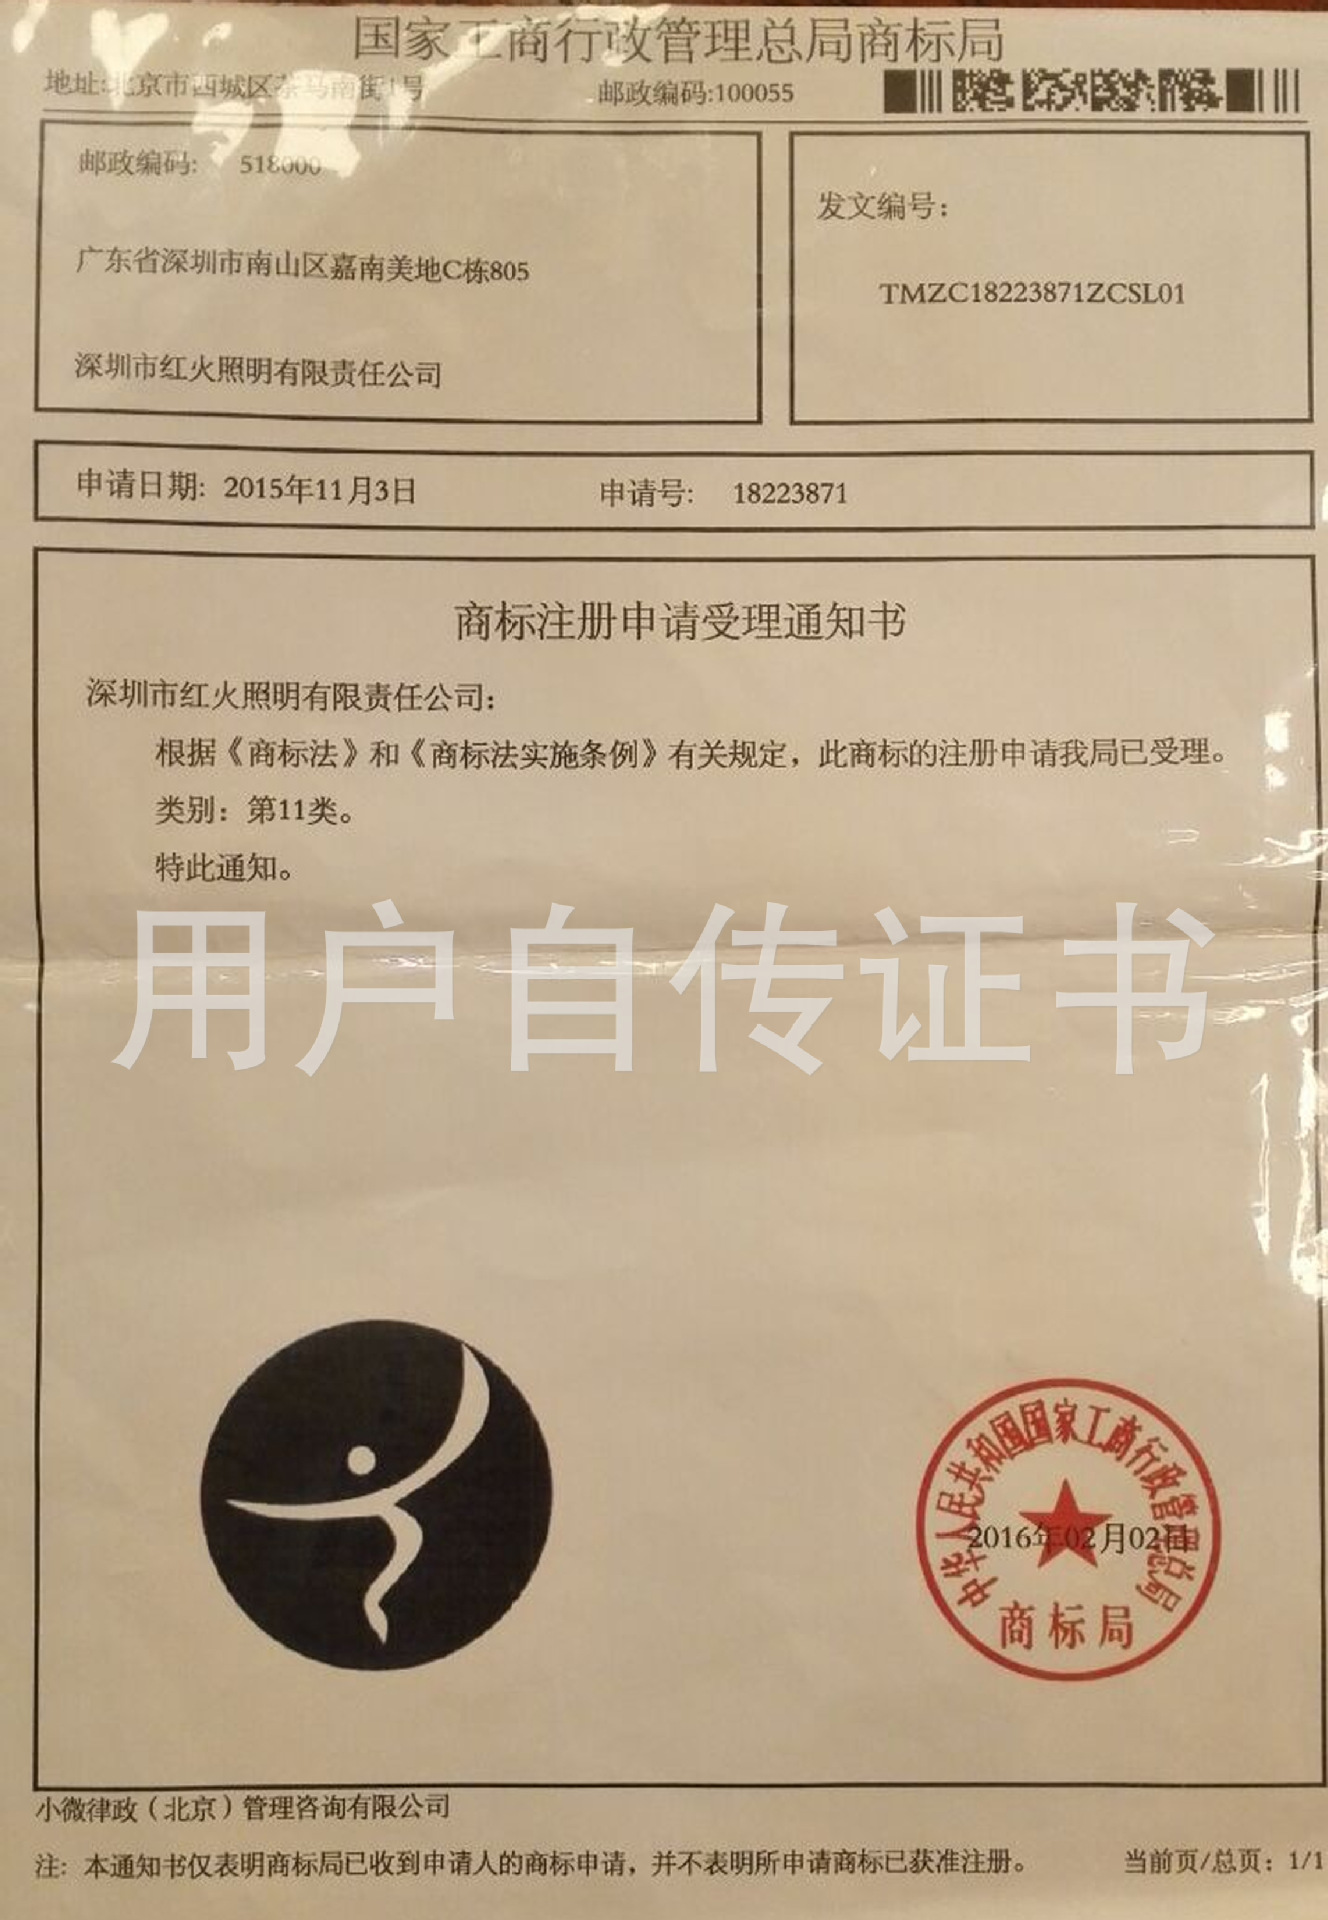 国家工商行政管理总局商标局
地址:北京市西城区茶马南街1号 邮政编码:100055
邮政编码: 518000
广东省深圳市南山区嘉南美地C栋805
深圳市红火照明有限责任公司
发文编号:
TMZC18223871ZCSL01
申请日期: 2015年11月3日 申请号: 18223871
商标注册申请受理通知书
深圳市红火照明有限责任公司:
根据《商标法》和《商标法实施条例》有关规定，此商标的注册申请我局已受理。
类别: 第11类。
特此通知。
用户自传证书
中华人民共和国国家工商行政管理总局
2016年02月02日
商标局
小微律政（北京）管理咨询有限公司
注: 本通知书仅表明商标局已收到申请人的商标申请，并不表明所申请商标已获准注册。 当前页/总页: 1/1